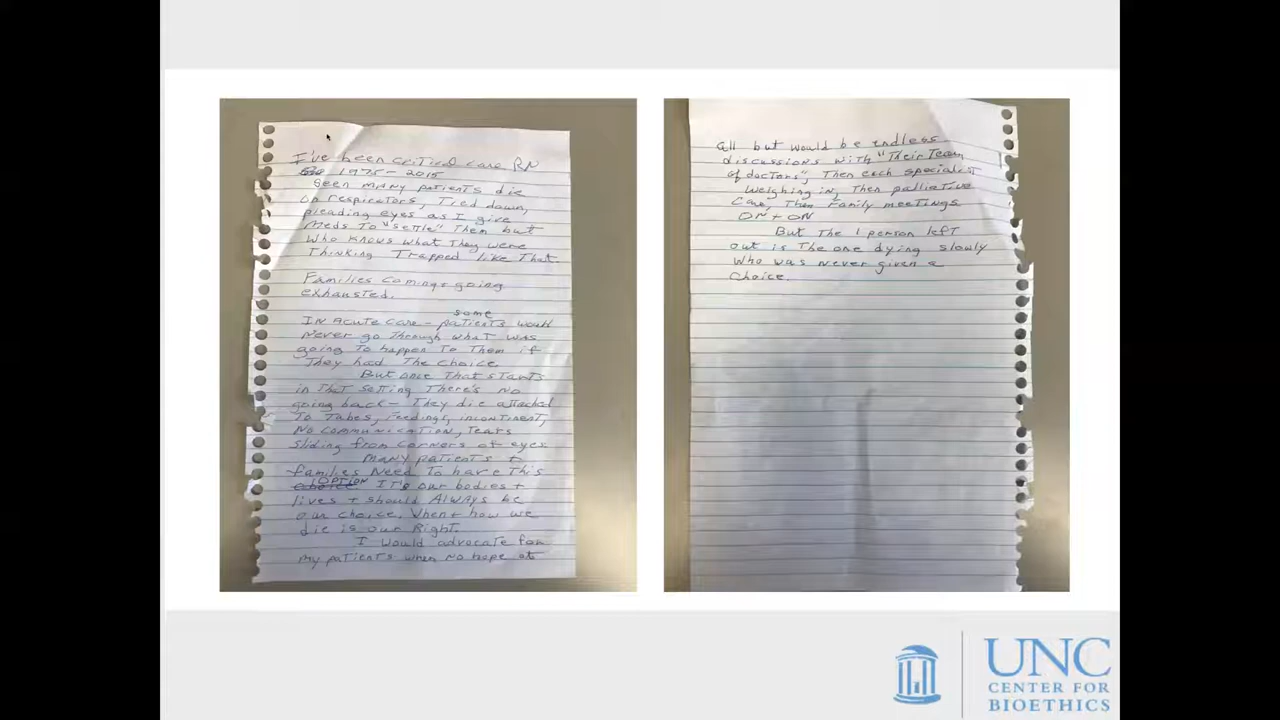 I've been critical care RN
1975-2015
Seen many patients die
on respirators, Tied down,
pleading eyes as I give
Meds To "settle" Them but
who knows what They were
Thinking Trapped like That.
Families comings going
exhausted.
some
In Acute care - patients would
Never go Through what was
going To happen To Them if
They had The choice.
But once That starts
in That setting There's no
going back - They die attached
To Tubes, Feedings, incontinent,
No communication, Tears
sliding from corners of eyes
Many patients +
families Need To have This
OPTION
choice. IT's our bodies +
lives + should Always be
our choice. When + how we
die is our Right.
I would advocate for
my patients when no hope at
all but would be endless
discussions with "Their Team
of doctors", Then each specialist
weighing in, Then palliative
care, Then Family meetings
ON + ON
But The 1 person left
out is The one dying slowly
who was never given a
choice.
UNC
CENTER FOR
BIOETHICS